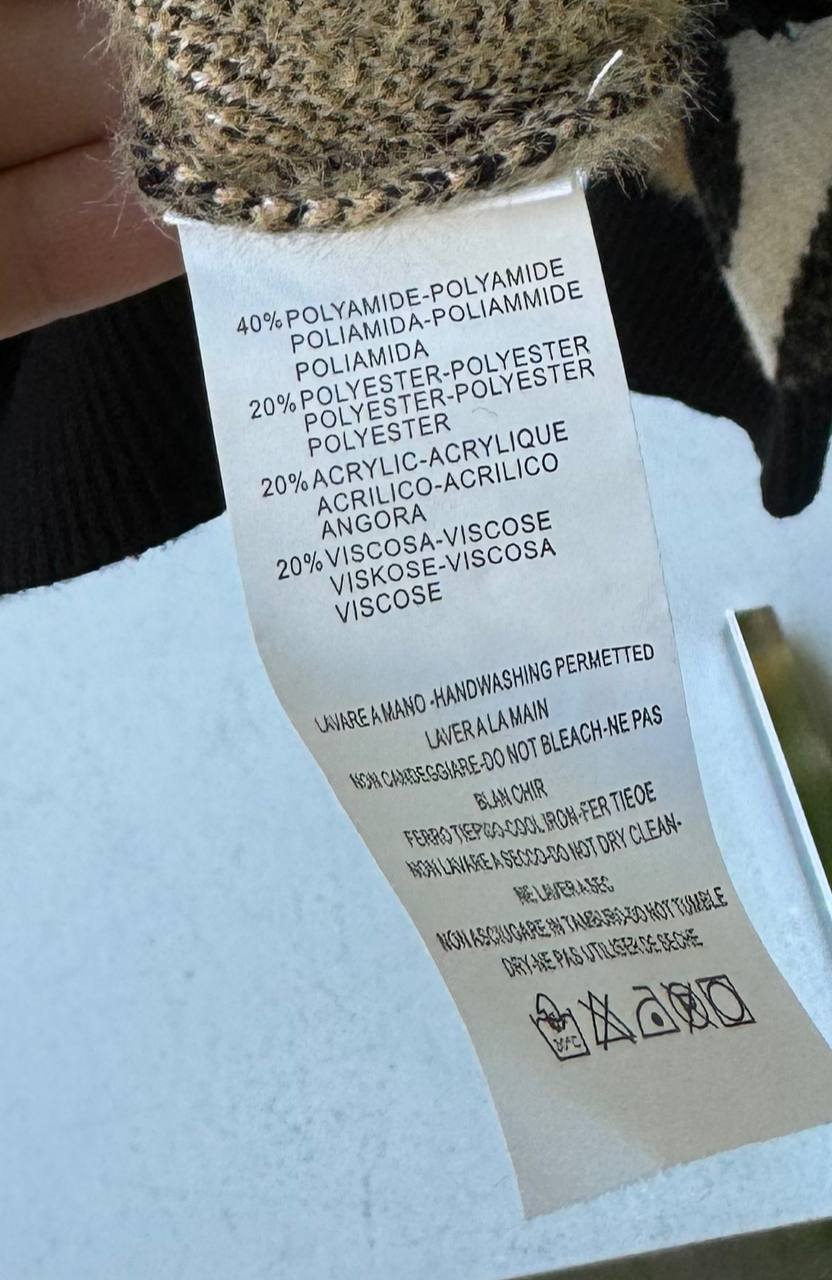 40% POLYAMIDE-POLYAMIDE
POLIAMIDA-POLIAMMIDE
POLIAMIDA
20% POLYESTER-POLYESTER
POLYESTER-POLYESTER
POLYESTER
20% ACRYLIC-ACRYLIQUE
ACRILICO-ACRILICO
ANGORA
20% VISCOSA-VISCOSE
VISKOSE-VISCOSA
VISCOSE
LAVARE A MANO -HANDWASHING PERMETTED
LAVER A LA MAIN
NON CANDEGGIARE-DO NOT BLEACH-NE PAS
BLAN CHIR
FERRO TIEPIGO-COOL IRON-FER TIEOE
NON LAVARE A SECCO-DO NOT DRY CLEAN-
NE LAVER A SEC
NON ASCIUGARE IN TAMBURO-DO NOT TUMBLE
DRY-NE PAS UTILISER DE SECHE
30°C
P